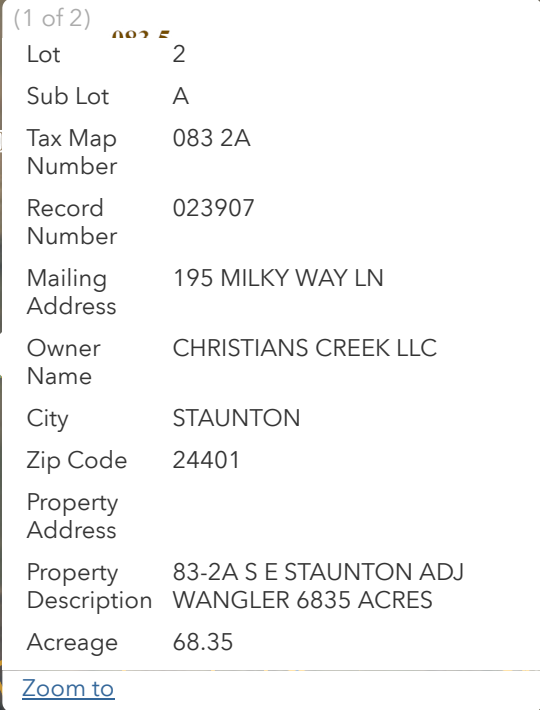 (1 of 2)
Lot 2
Sub Lot A
Tax Map Number 083 2A
Record Number 023907
Mailing Address 195 MILKY WAY LN
Owner Name CHRISTIANS CREEK LLC
City STAUNTON
Zip Code 24401
Property Address
Property Description 83-2A S E STAUNTON ADJ WANGLER 6835 ACRES
Acreage 68.35
Zoom to